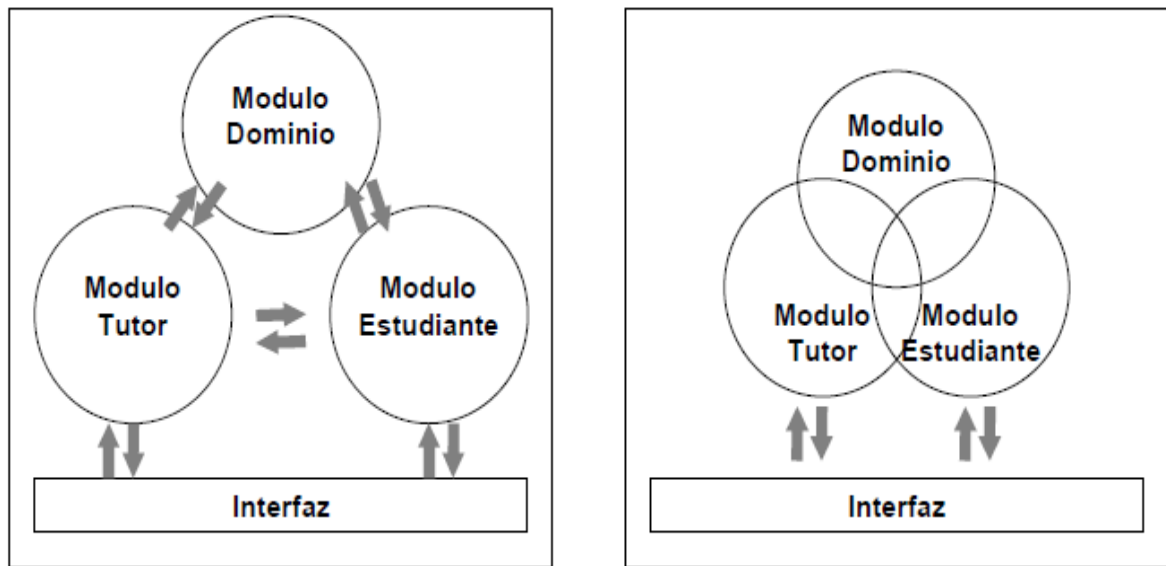 Modulo
Dominio
Modulo
Tutor
Modulo
Estudiante
Interfaz
Modulo
Dominio
Modulo
Tutor
Modulo
Estudiante
Interfaz